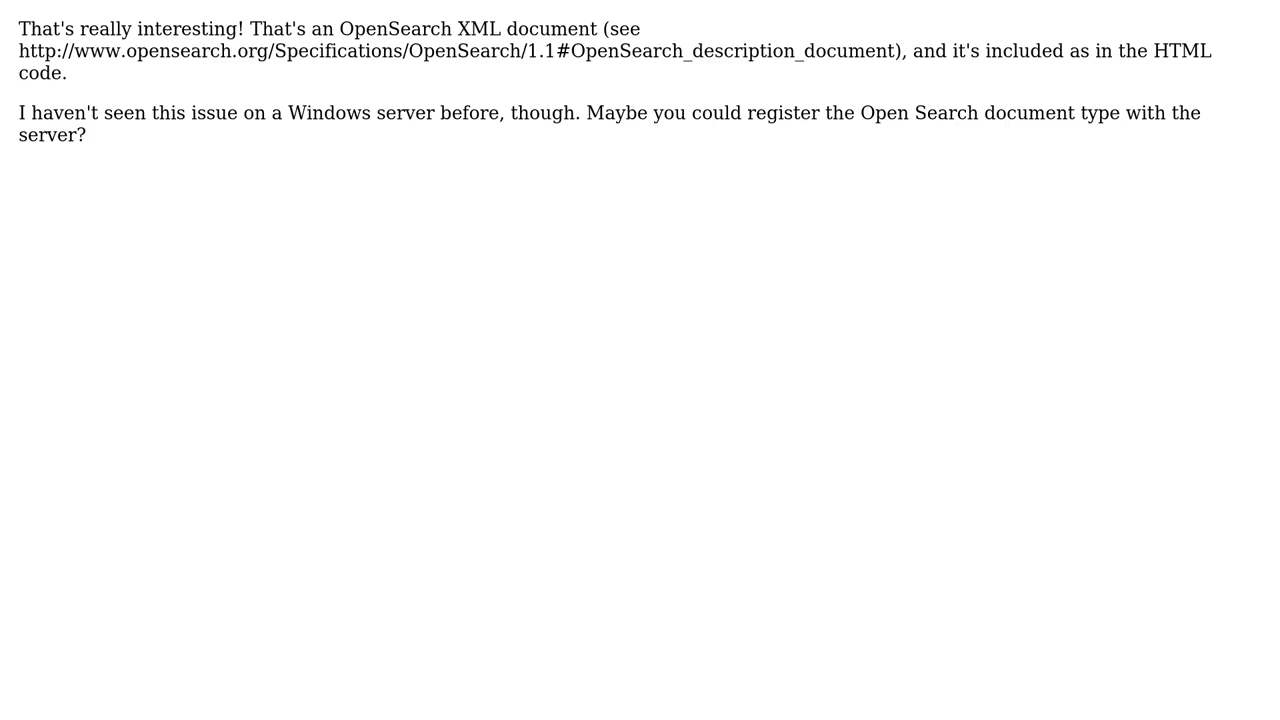 That's really interesting! That's an OpenSearch XML document (see
http://www.opensearch.org/Specifications/OpenSearch/1.1#OpenSearch_description_document), and it's included as in the HTML
code.
I haven't seen this issue on a Windows server before, though. Maybe you could register the Open Search document type with the
server?